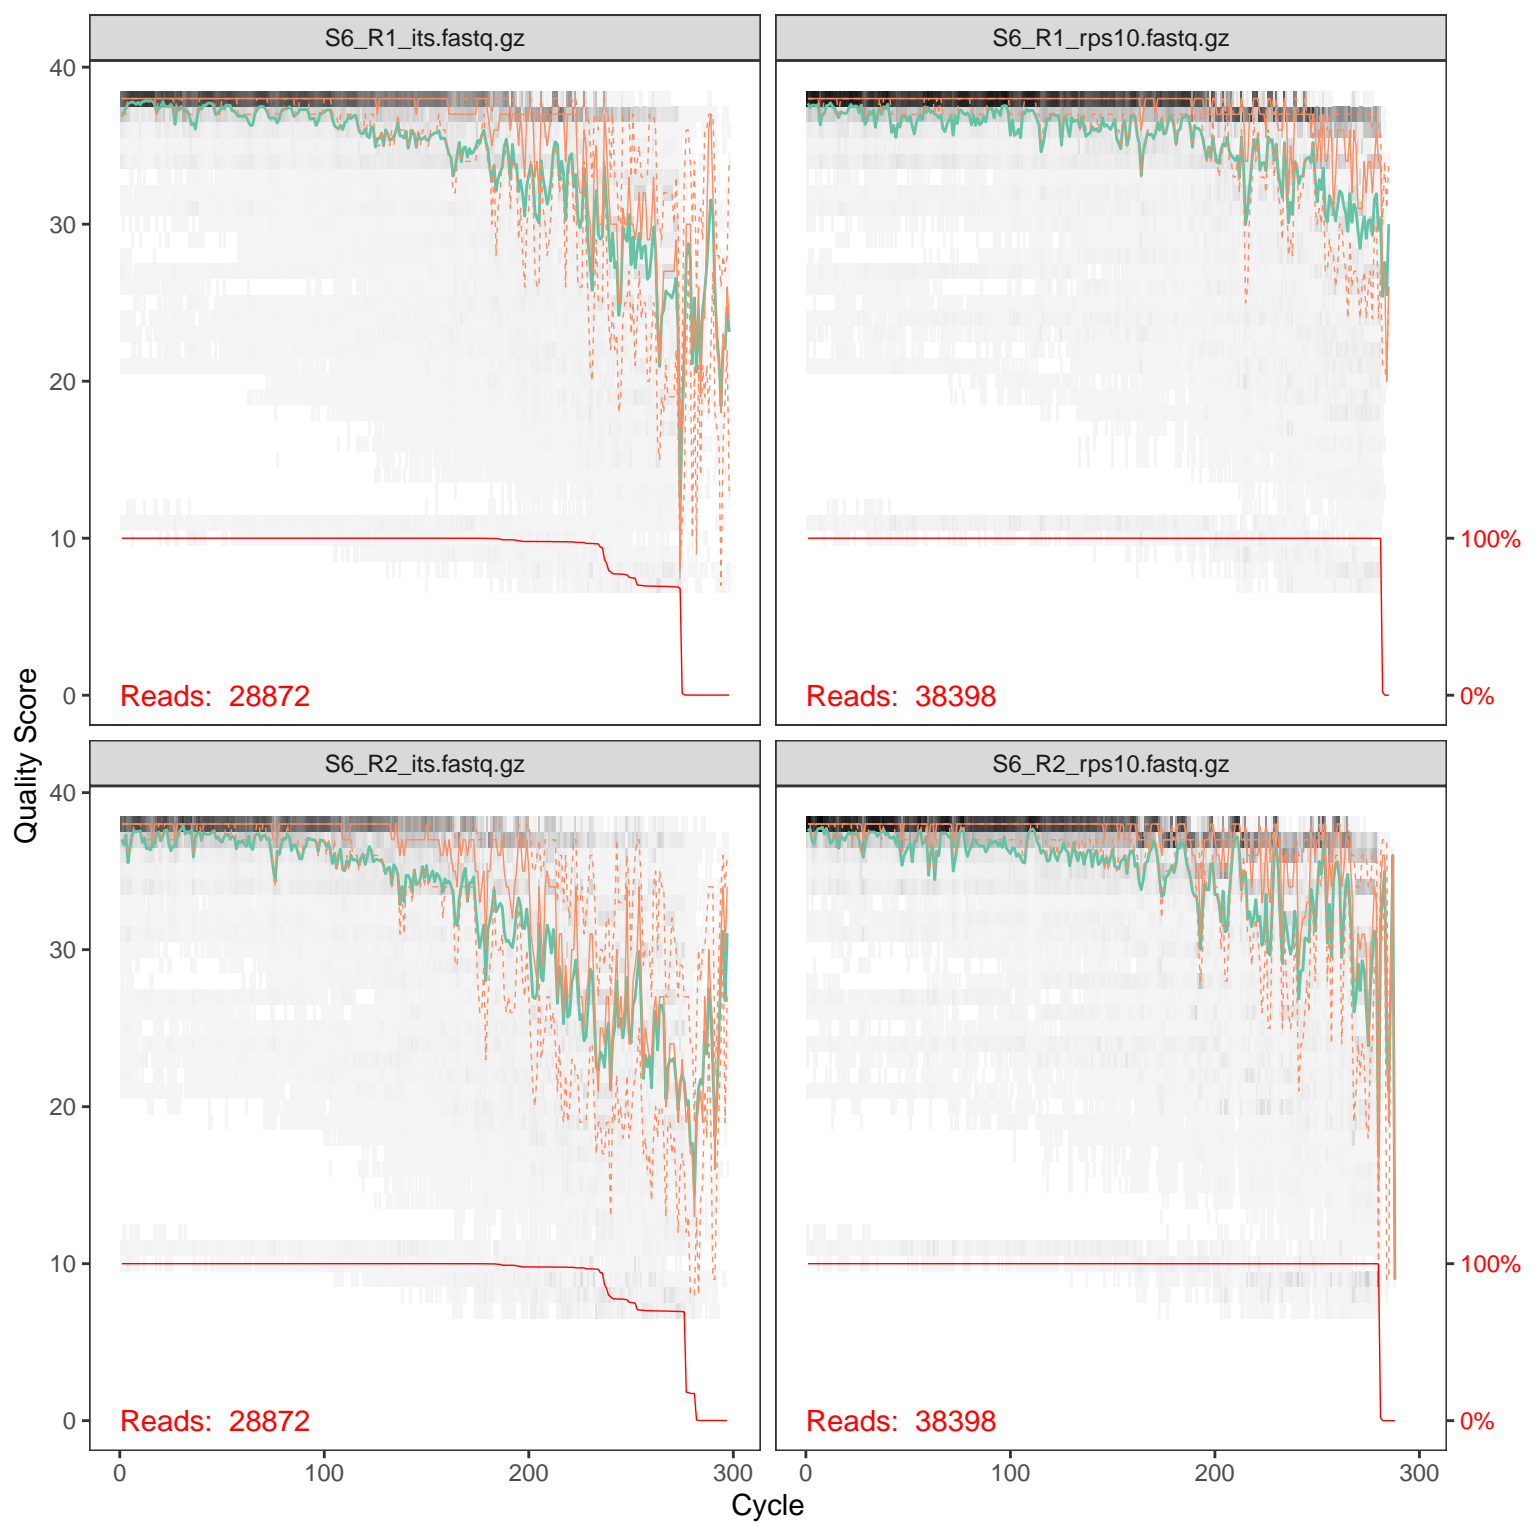 S6_R1_its.fastq.gz
S6_R1_rps10.fastq.gz
40
30
20
10
0
100%
0%
Reads: 28872
Reads: 38398
Quality Score
S6_R2_its.fastq.gz
S6_R2_rps10.fastq.gz
40
30
20
10
0
100%
0%
Reads: 28872
Reads: 38398
0 100 200 300 0 100 200 300
Cycle